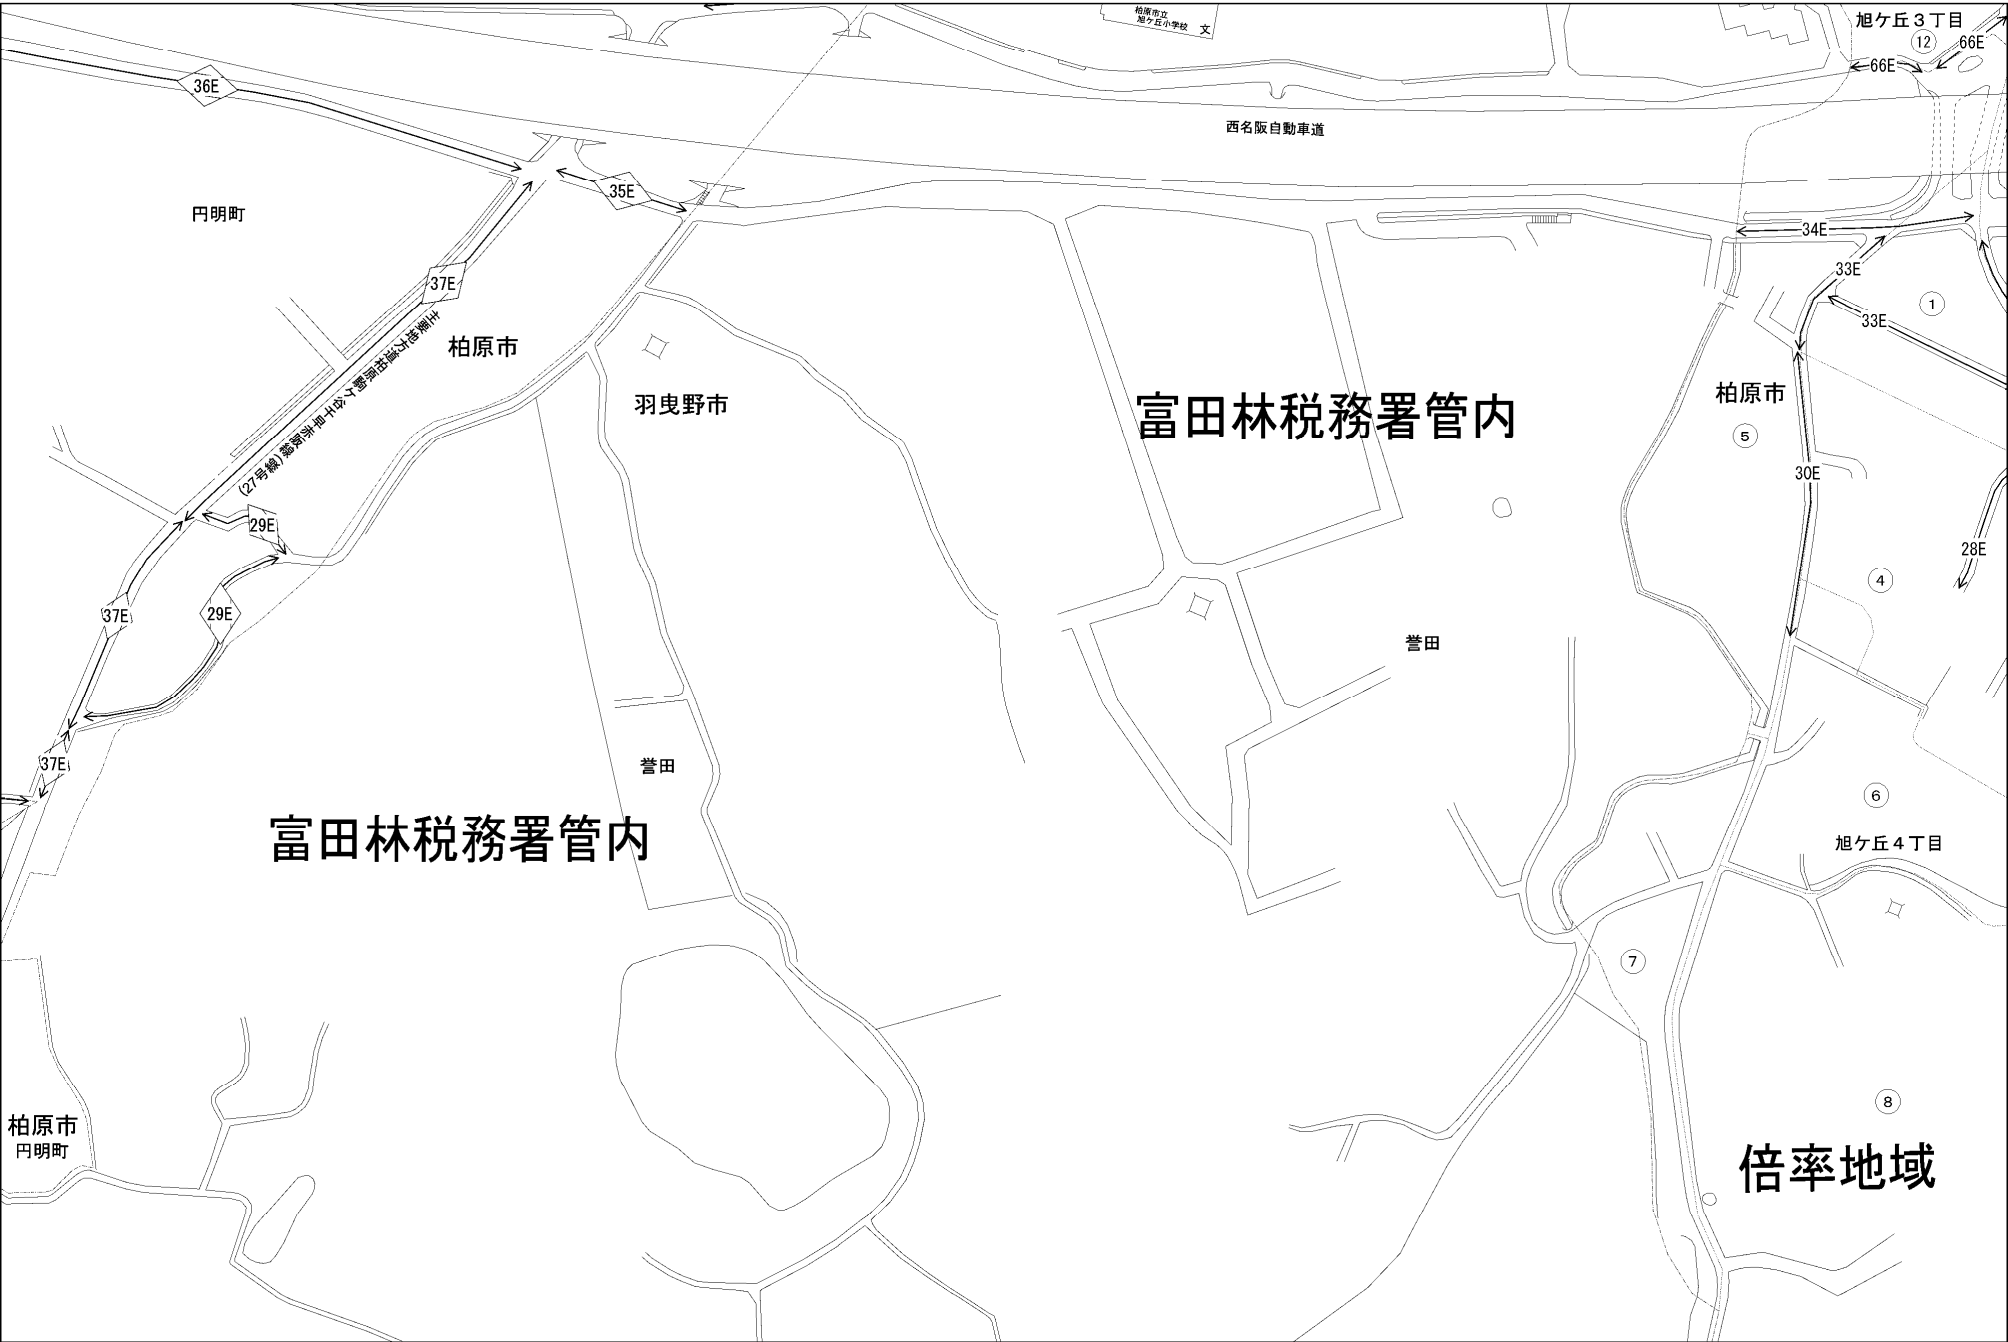 柏原市立
旭ケ丘小学校 文
旭ケ丘３丁目
12
66E
66E
36E
西名阪自動車道
35E
円明町
34E
33E
37E
1
33E
主要地方道柏原駒ヶ谷千早赤阪線(27号線)
柏原市
羽曳野市
富田林税務署管内
柏原市
5
30E
29E
28E
4
37E
29E
誉田
37E
誉田
6
富田林税務署管内
旭ケ丘４丁目
7
8
柏原市
円明町
倍率地域